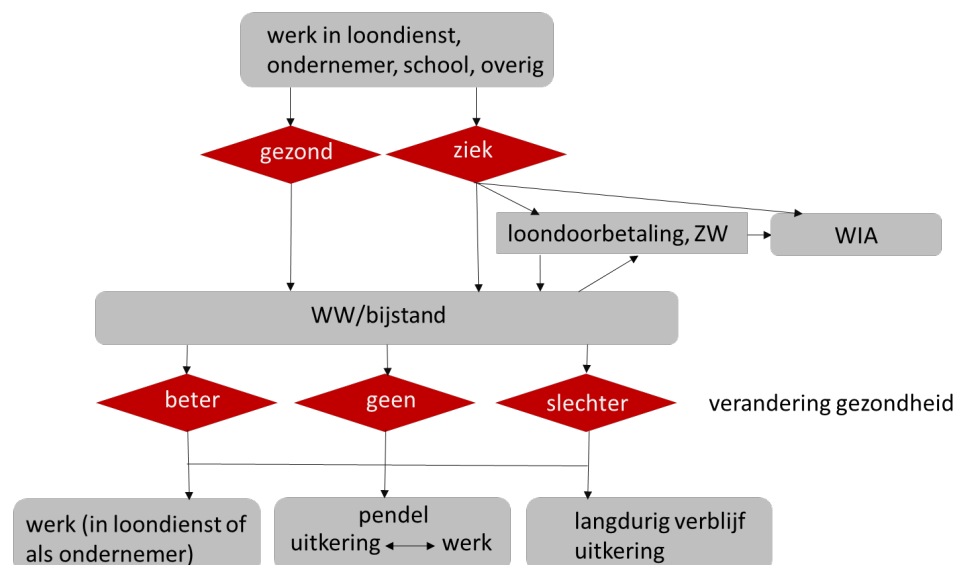 werk in loondienst,
ondernemer, school, overig
gezond
ziek
loondoorbetaling, ZW
WIA
WW/bijstand
beter
geen
slechter
verandering gezondheid
werk (in loondienst of
als ondernemer)
pendel
uitkering werk
langdurig verblijf
uitkering